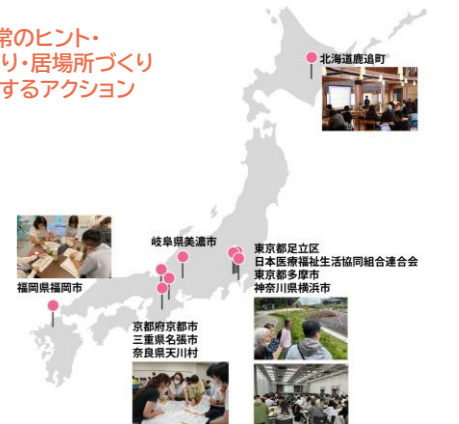 常のヒント・
り・居場所づくり
するアクション
北海道鹿追町
岐阜県美濃市
東京都足立区
日本医療福祉生活協同組合連合会
東京都多摩市
神奈川県横浜市
福岡県福岡市
京都府京都市
三重県名張市
奈良県天川村